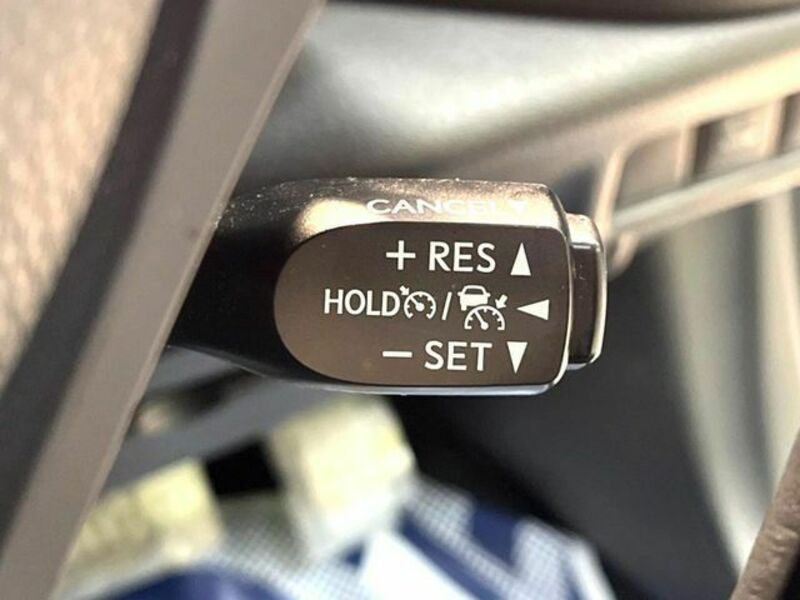 CANCEL
+ RES
HOLD /
− SET